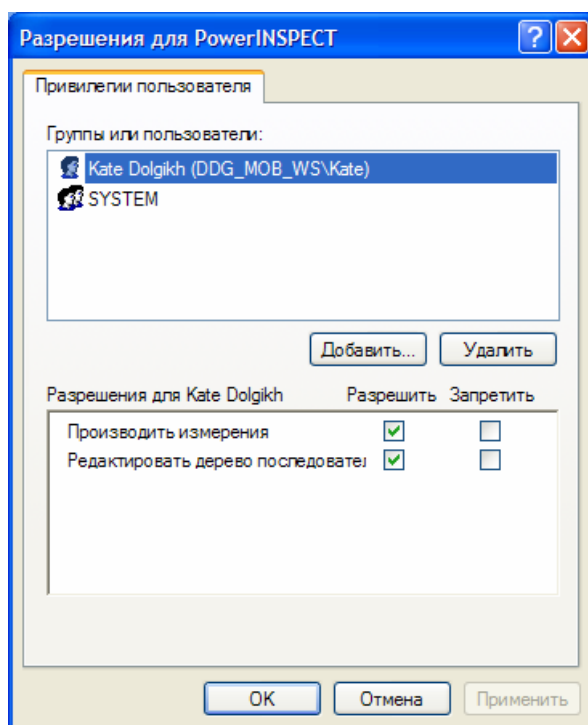 Разрешения для PowerINSPECT
Привилегии пользователя
Группы или пользователи:
Kate Dolgikh (DDG_MOB_WS\Kate)
SYSTEM
Добавить... Удалить
Разрешения для Kate Dolgikh Разрешить Запретить
Производить измерения
Редактировать дерево последовател
OK Отмена Применить